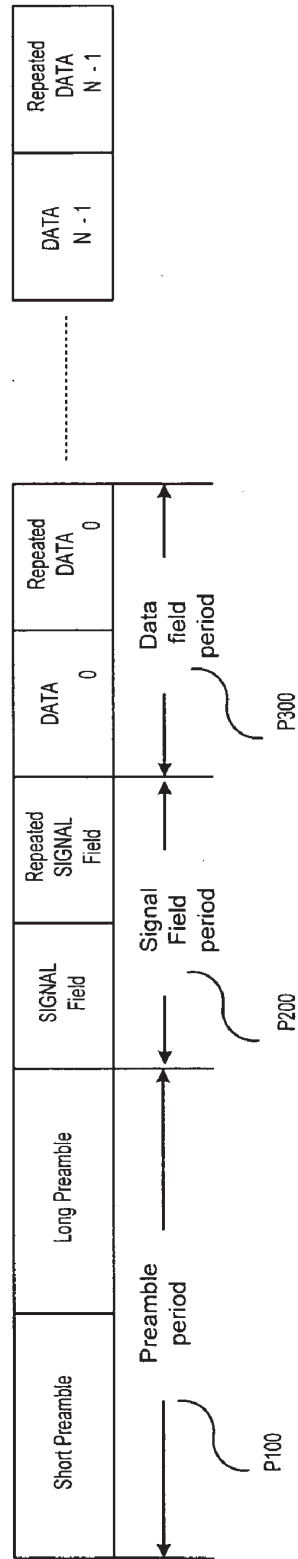 Short Preamble
Long Preamble
SIGNAL
Field
Repeated
SIGNAL
Field
DATA
0
Repeated
DATA
0
DATA
N - 1
Repeated
DATA
N - 1
Preamble
period
Signal
Field
period
Data
field
period
P100
P200
P300